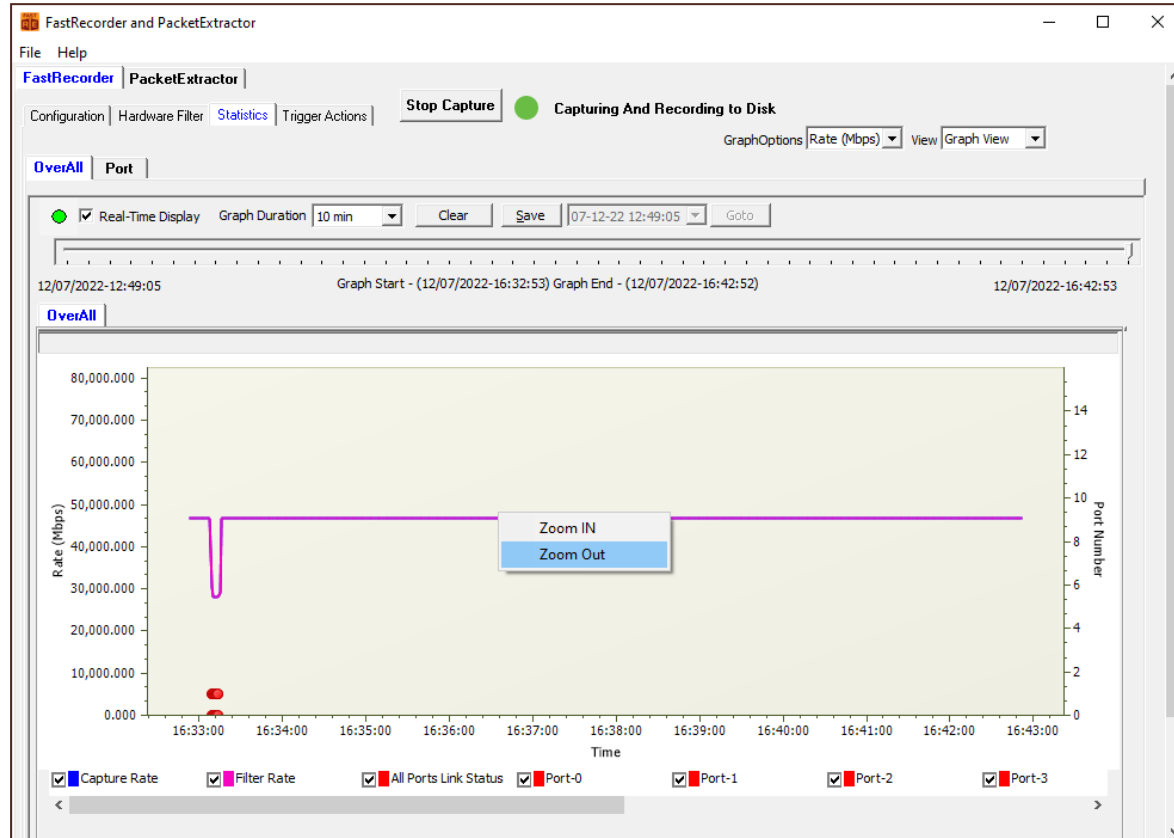 FastRecorder and PacketExtractor
File Help
FastRecorder PacketExtractor
Configuration Hardware Filter Statistics Trigger Actions Stop Capture Capturing And Recording to Disk
GraphOptions Rate (Mbps) View Graph View
OverAll Port
Real-Time Display Graph Duration 10 min Clear Save 07-12-22 12:49:05 Goto
12/07/2022-12:49:05 Graph Start - (12/07/2022-16:32:53) Graph End - (12/07/2022-16:42:52) 12/07/2022-16:42:53
OverAll
80,000.000
70,000.000
60,000.000
50,000.000
40,000.000
30,000.000
20,000.000
10,000.000
0.000
Rate (Mbps)
Zoom IN
Zoom Out
14
12
10
8
6
4
2
0
Port Number
16:33:00 16:34:00 16:35:00 16:36:00 16:37:00 16:38:00 16:39:00 16:40:00 16:41:00 16:42:00 16:43:00
Time
Capture Rate Filter Rate All Ports Link Status Port-0 Port-1 Port-2 Port-3